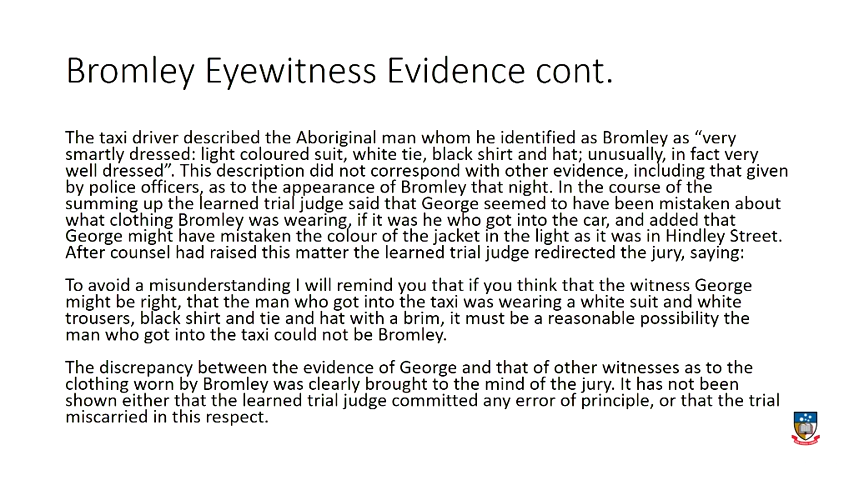 Bromley Eyewitness Evidence cont.
The taxi driver described the Aboriginal man whom he identified as Bromley as “very
smartly dressed: light coloured suit, white tie, black shirt and hat; unusually, in fact very
well dressed”. This description did not correspond with other evidence, including that given
by police officers, as to the appearance of Bromley that night. In the course of the
summing up the learned trial judge said that George seemed to have been mistaken about
what clothing Bromley was wearing, if it was he who got into the car, and added that
George might have mistaken the colour of the jacket in the light as it was in Hindley Street.
After counsel had raised this matter the learned trial judge redirected the jury, saying:
To avoid a misunderstanding I will remind you that if you think that the witness George
might be right, that the man who got into the taxi was wearing a white suit and white
trousers, black shirt and tie and hat with a brim, it must be a reasonable possibility the
man who got into the taxi could not be Bromley.
The discrepancy between the evidence of George and that of other witnesses as to the
clothing worn by Bromley was clearly brought to the mind of the jury. It has not been
shown either that the learned trial judge committed any error of principle, or that the trial
miscarried in this respect.